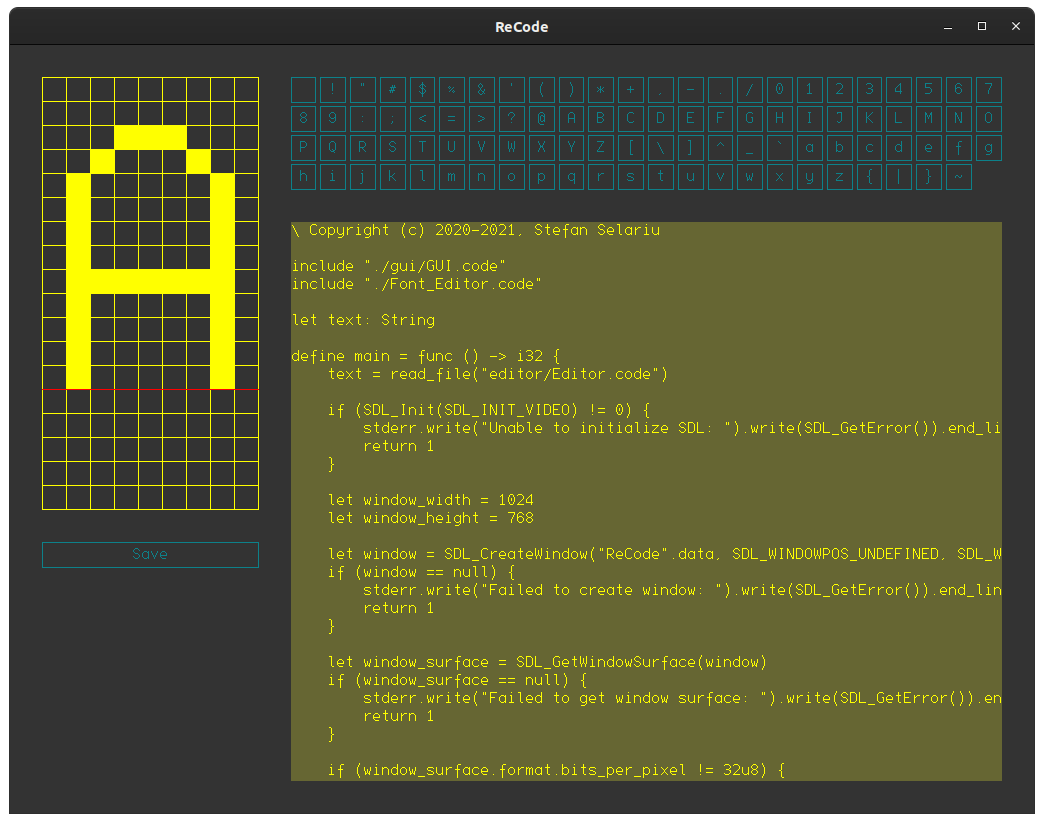 ReCode
! " # $ % & ' ( ) * + , - . / 0 1 2 3 4 5 6 7
8 9 : ; < = > ? @ A B C D E F G H I J K L M N O
P Q R S T U V W X Y Z [ \ ] ^ _ ` a b c d e f g
h i j k l m n o p q r s t u v w x y z { | } ~
\ Copyright (c) 2020-2021, Stefan Selariu
include "./gui/GUI.code"
include "./Font_Editor.code"
let text: String
define main = func () -> i32 {
    text = read_file("editor/Editor.code")
    if (SDL_Init(SDL_INIT_VIDEO) != 0) {
        stderr.write("Unable to initialize SDL: ").write(SDL_GetError()).end_li
        return 1
    }
    let window_width = 1024
    let window_height = 768
    let window = SDL_CreateWindow("ReCode".data, SDL_WINDOWPOS_UNDEFINED, SDL_W
    if (window == null) {
        stderr.write("Failed to create window: ").write(SDL_GetError()).end_lin
        return 1
    }
    let window_surface = SDL_GetWindowSurface(window)
    if (window_surface == null) {
        stderr.write("Failed to get window surface: ").write(SDL_GetError()).en
        return 1
    }
    if (window_surface.format.bits_per_pixel != 32u8) {
A
Save